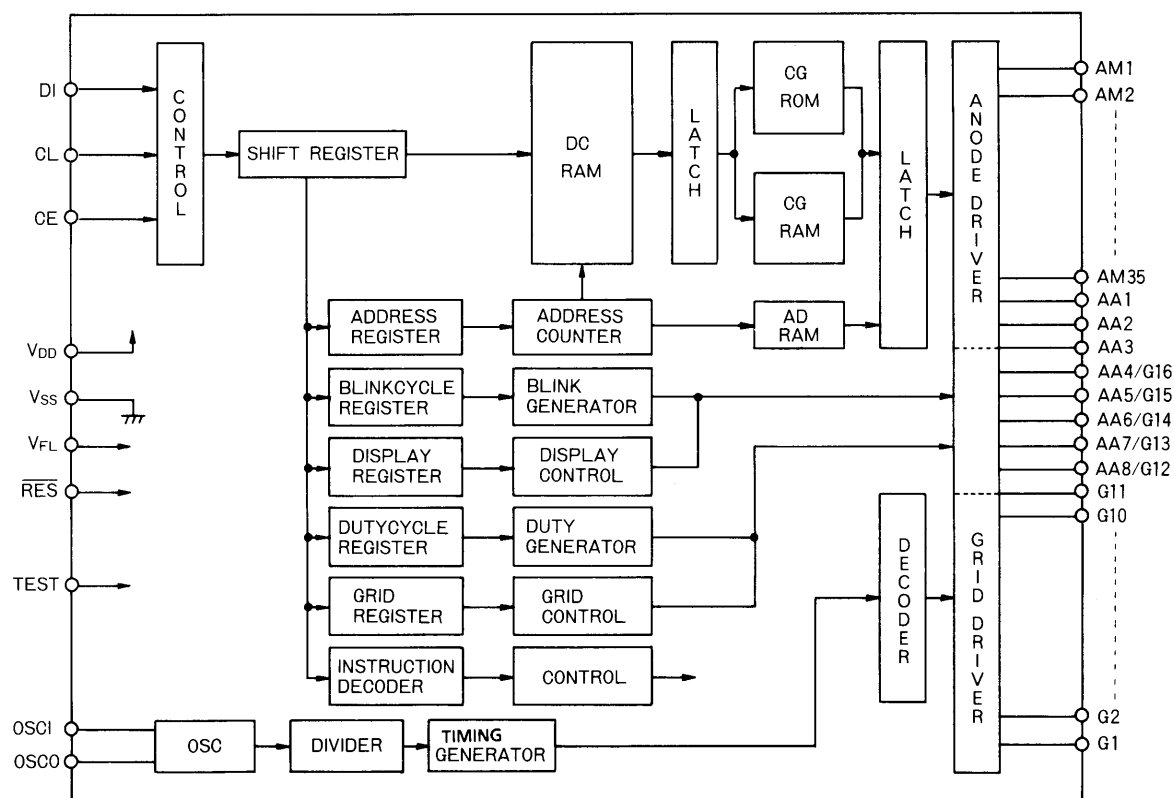 DI
CL
CE
VDD
VSS
VFL
RES
TEST
OSCI
OSCO
CONTROL
SHIFT REGISTER
DC
RAM
LATCH
CG
ROM
CG
RAM
LATCH
ANODE DRIVER
ADDRESS
REGISTER
ADDRESS
COUNTER
AD
RAM
BLINKCYCLE
REGISTER
BLINK
GENERATOR
DISPLAY
REGISTER
DISPLAY
CONTROL
DUTYCYCLE
REGISTER
DUTY
GENERATOR
GRID
REGISTER
GRID
CONTROL
INSTRUCTION
DECODER
CONTROL
OSC
DIVIDER
TIMING
GENERATOR
DECODER
GRID DRIVER
AM1
AM2
AM35
AA1
AA2
AA3
AA4/G16
AA5/G15
AA6/G14
AA7/G13
AA8/G12
G11
G10
G2
G1